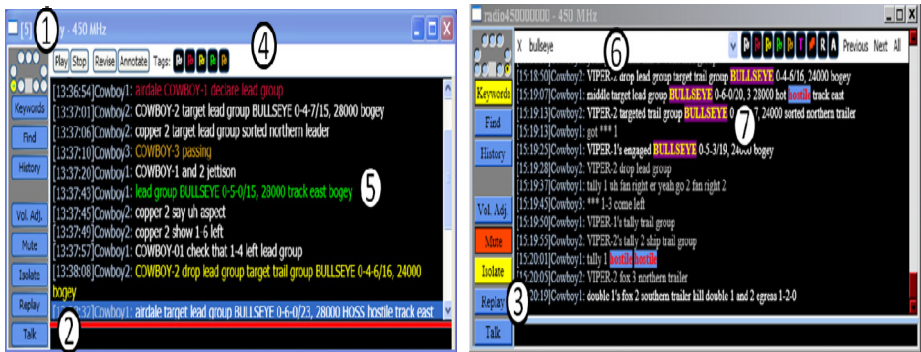 1
[5]
y - 450 MHz
Play Stop Revise Annotate Tags:
4
Keywords
Find
History
Vol. Adj.
Mute
Isolate
Replay
Talk
[13:36:54]Cowboy1: airdale COWBOY-1 declare lead group
[13:37:01]Cowboy2: COWBOY-2 target lead group BULLSEYE 0-4-7/15, 28000 bogey
[13:37:06]Cowboy2: copper 2 target lead group sorted northern leader
[13:37:10]Cowboy3: COWBOY-3 passing
[13:37:20]Cowboy1: COWBOY-1 and 2 jettison
[13:37:43]Cowboy1: lead group BULLSEYE 0-5-0/15, 28000 track east bogey
5
[13:37:45]Cowboy2: copper 2 say uh aspect
[13:37:49]Cowboy2: copper 2 show 1-6 left
[13:37:57]Cowboy1: COWBOY-01 check that 1-4 left lead group
[13:38:08]Cowboy2: COWBOY-2 drop lead group target trail group BULLSEYE 0-4-6/16, 24000
bogey
:32]Cowboy1: airdale target lead group BULLSEYE 0-6-0/23, 28000 HOSS hostile track east
2
radio450000000 - 450 MHz
X bullseye
6
P P P P P T R A Previous Next All
Keywords
Find
History
Vol. Adj.
Mute
Isolate
Replay
Talk
[15:18:50]Cowboy2: VIPER-2 drop lead group target trail group BULLSEYE 0-4-6/16, 24000 bogey
[15:19:07]Cowboy1: middle target lead group BULLSEYE 0-6-0/20, 3 28000 hot hostile track east
[15:19:13]Cowboy2: VIPER-2 targeted trail group BULLSEYE 0 7, 24000 sorted northern trailer
7
[15:19:13]Cowboy1: got *** 1
[15:19:25]Cowboy1: VIPER-1's engaged BULLSEYE 0-5-3/19, 24000 bogey
[15:19:28]Cowboy2: VIPER-2 drop lead group
[15:19:37]Cowboy1: tally 1 uh fan right er yeah go 2 fan right 2
[15:19:45]Cowboy3: *** 1-3 come left
[15:19:50]Cowboy1: VIPER-1's tally trail group
[15:19:55]Cowboy2: VIPER-2's tally 2 ship trail group
[15:20:01]Cowboy1: tally 1 hostile hostile
[15:20:05]Cowboy2: VIPER-2 fox 3 northern trailer
:20:19]Cowboy1: double 1's fox 2 southern trailer kill double 1 and 2 egress 1-2-0
3